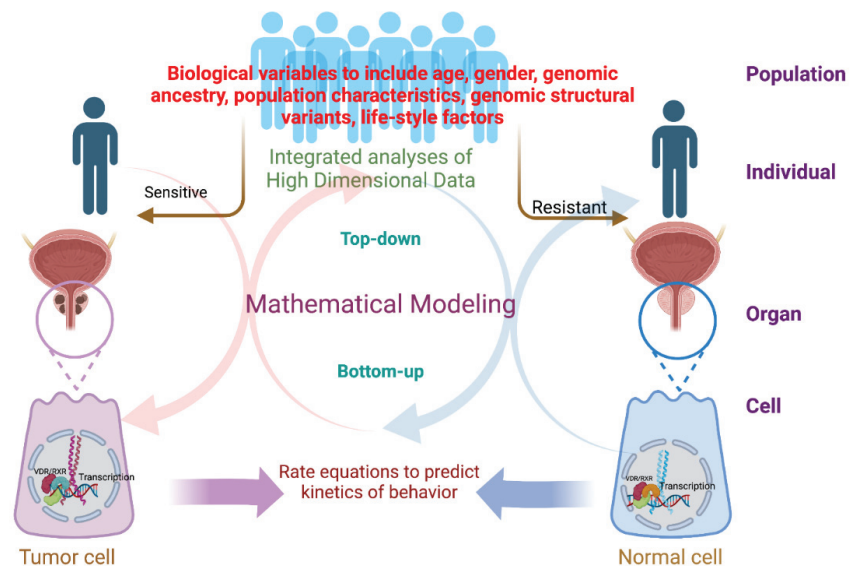 Biological variables to include age, gender, genomic
ancestry, population characteristics, genomic structural
variants, life-style factors
Population
Integrated analyses of
High Dimensional Data
Individual
Sensitive
Resistant
Top-down
Mathematical Modeling
Organ
Bottom-up
Cell
VDR/RXR
Transcription
Rate equations to predict
kinetics of behavior
VDR/RXR
Transcription
Tumor cell
Normal cell